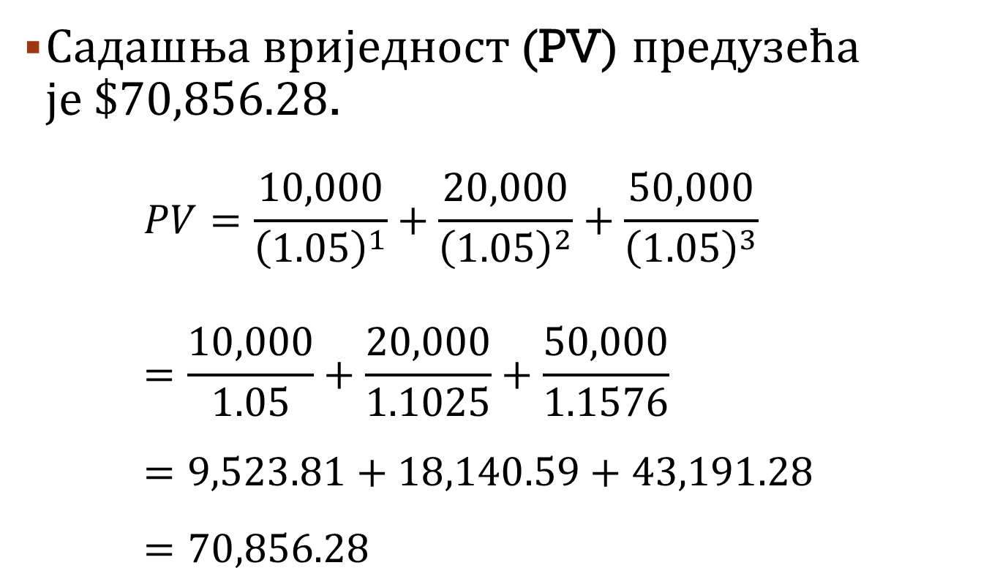 ▪Садашња вриједност (PV) предузећа
је $70,856.28.
PV = 10,000/(1.05)¹ + 20,000/(1.05)² + 50,000/(1.05)³
= 10,000/1.05 + 20,000/1.1025 + 50,000/1.1576
= 9,523.81 + 18,140.59 + 43,191.28
= 70,856.28